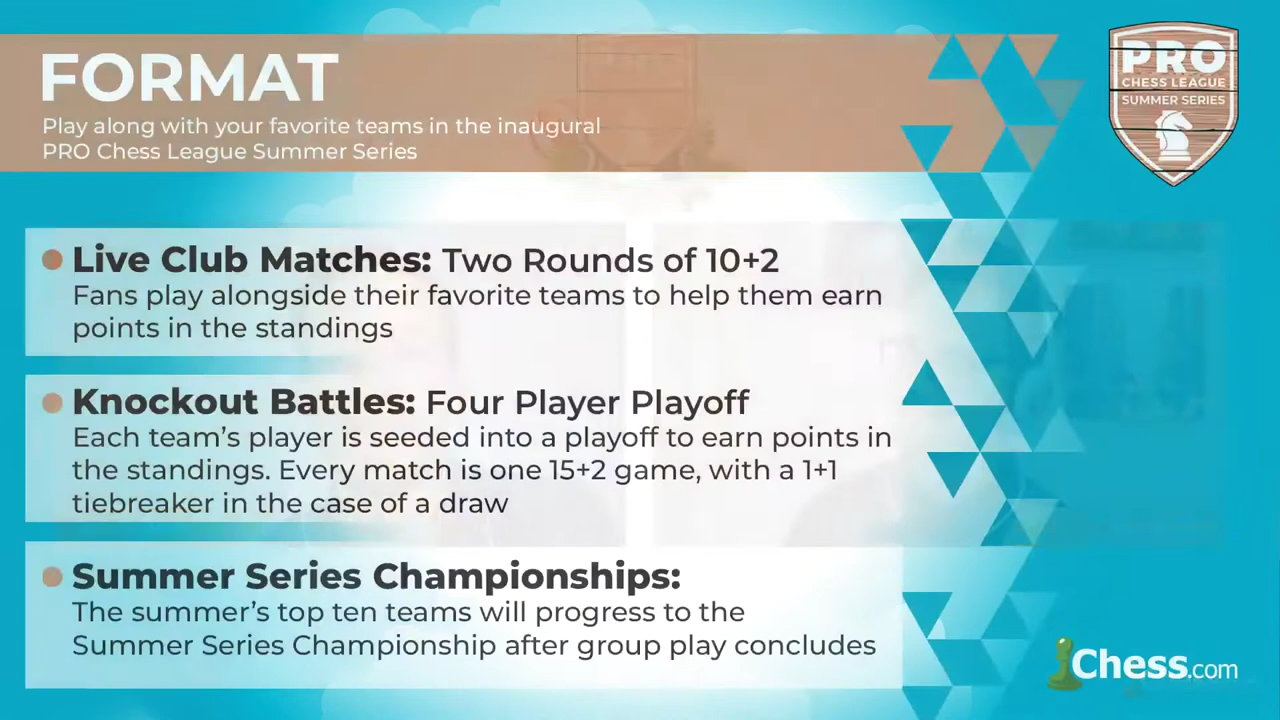 FORMAT
Play along with your favorite teams in the inaugural
PRO Chess League Summer Series
PRO
CHESS LEAGUE
SUMMER SERIES
Live Club Matches: Two Rounds of 10+2
Fans play alongside their favorite teams to help them earn
points in the standings
Knockout Battles: Four Player Playoff
Each team’s player is seeded into a playoff to earn points in
the standings. Every match is one 15+2 game, with a 1+1
tiebreaker in the case of a draw
Summer Series Championships:
The summer’s top ten teams will progress to the
Summer Series Championship after group play concludes
Chess.com